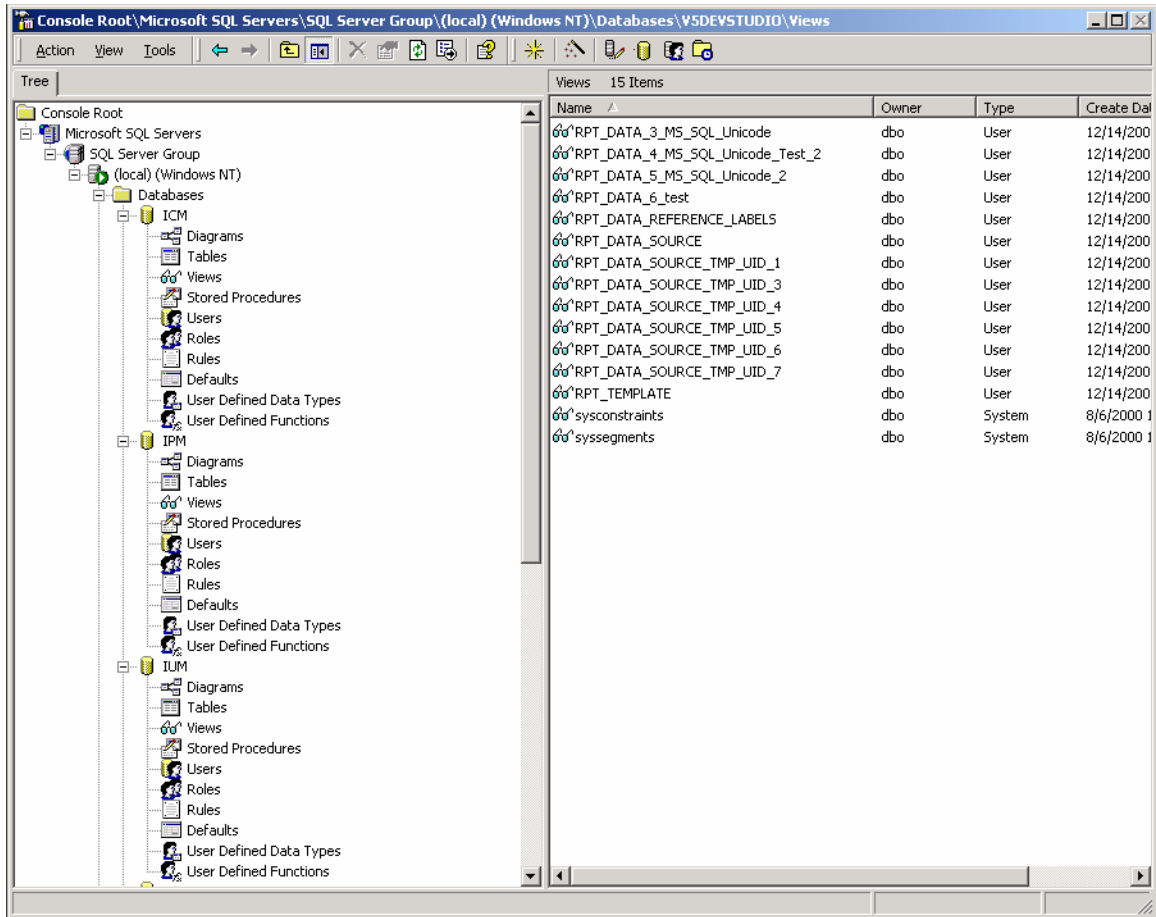 Console Root\Microsoft SQL Servers\SQL Server Group\(local) (Windows NT)\Databases\V5DEVSTUDIO\Views
Action View Tools
Tree
Console Root
Microsoft SQL Servers
SQL Server Group
(local) (Windows NT)
Databases
ICM
Diagrams
Tables
Views
Stored Procedures
Users
Roles
Rules
Defaults
User Defined Data Types
User Defined Functions
IPM
Diagrams
Tables
Views
Stored Procedures
Users
Roles
Rules
Defaults
User Defined Data Types
User Defined Functions
IUM
Diagrams
Tables
Views
Stored Procedures
Users
Roles
Rules
Defaults
User Defined Data Types
User Defined Functions
Views 15 Items
Name Owner Type Create Dat
RPT_DATA_3_MS_SQL_Unicode dbo User 12/14/200
RPT_DATA_4_MS_SQL_Unicode_Test_2 dbo User 12/14/200
RPT_DATA_5_MS_SQL_Unicode_2 dbo User 12/14/200
RPT_DATA_6_test dbo User 12/14/200
RPT_DATA_REFERENCE_LABELS dbo User 12/14/200
RPT_DATA_SOURCE dbo User 12/14/200
RPT_DATA_SOURCE_TMP_UID_1 dbo User 12/14/200
RPT_DATA_SOURCE_TMP_UID_3 dbo User 12/14/200
RPT_DATA_SOURCE_TMP_UID_4 dbo User 12/14/200
RPT_DATA_SOURCE_TMP_UID_5 dbo User 12/14/200
RPT_DATA_SOURCE_TMP_UID_6 dbo User 12/14/200
RPT_DATA_SOURCE_TMP_UID_7 dbo User 12/14/200
RPT_TEMPLATE dbo User 12/14/200
sysconstraints dbo System 8/6/2000 1
syssegments dbo System 8/6/2000 1